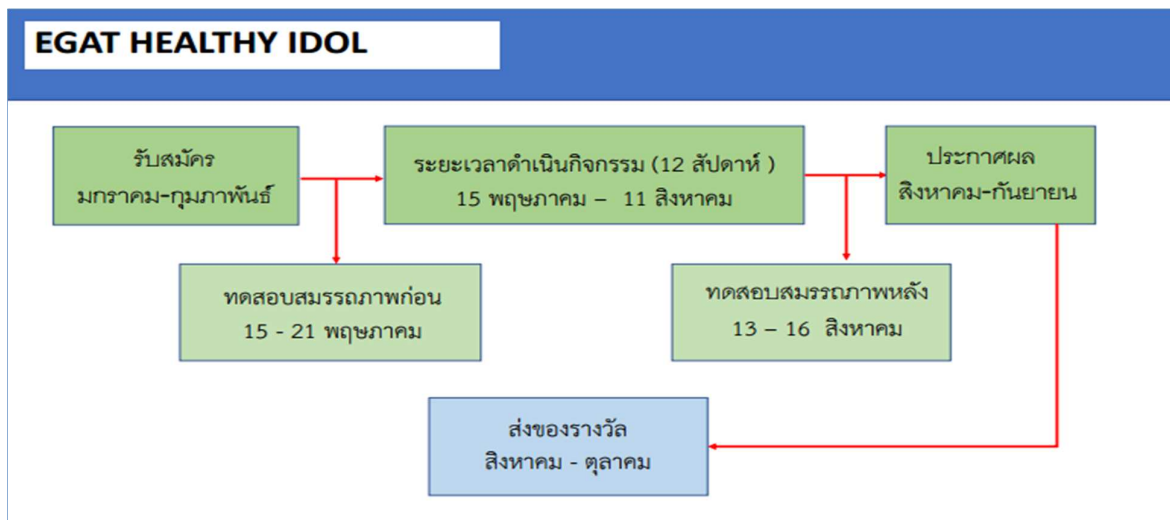 EGAT HEALTHY IDOL
รับสมัคร
มกราคม-กุมภาพันธ์
ระยะเวลาดำเนินกิจกรรม (12 สัปดาห์ )
15 พฤษภาคม – 11 สิงหาคม
ประกาศผล
สิงหาคม-กันยายน
ทดสอบสมรรถภาพก่อน
15 - 21 พฤษภาคม
ทดสอบสมรรถภาพหลัง
13 – 16 สิงหาคม
ส่งของรางวัล
สิงหาคม - ตุลาคม